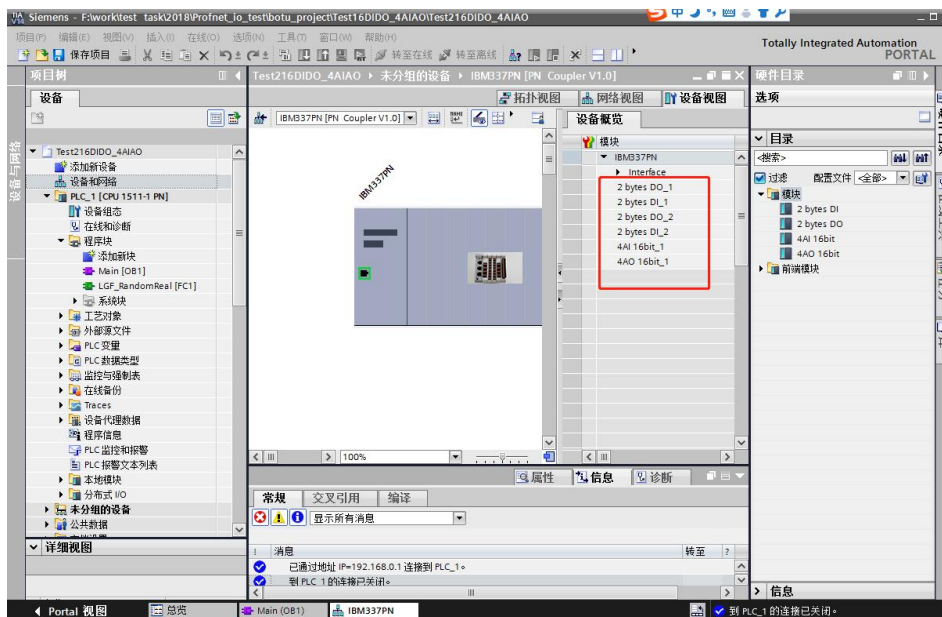 Siemens - F:\work\test task\2018\Profnet_io_test\botu_project\Test16DIDO_4AIAO\Test216DIDO_4AIAO
项目(P) 编辑(E) 视图(V) 插入(I) 在线(O) 选项(N) 工具(T) 窗口(W) 帮助(H)
Totally Integrated Automation
PORTAL
保存项目
转至在线
转至离线
项目树
Test216DIDO_4AIAO ▸ 未分组的设备 ▸ IBM337PN [PN Coupler V1.0]
硬件目录
设备
拓扑视图
网络视图
设备视图
选项
IBM337PN [PN Coupler V1.0]
设备概览
设备与网络
Test216DIDO_4AIAO
添加新设备
设备和网络
PLC_1 [CPU 1511-1 PN]
设备组态
在线和诊断
程序块
添加新块
Main [OB1]
LGF_RandomReal [FC1]
系统块
工艺对象
外部源文件
PLC 变量
PLC 数据类型
监控与强制表
在线备份
Traces
设备代理数据
程序信息
PLC 监控和报警
PLC 报警文本列表
本地模块
分布式 I/O
未分组的设备
公共数据
详细视图
IBM337PN
100%
模块
IBM337PN
Interface
2 bytes DO_1
2 bytes DI_1
2 bytes DO_2
2 bytes DI_2
4AI 16bit_1
4AO 16bit_1
目录
<搜索>
过滤 配置文件 <全部>
模块
2 bytes DI
2 bytes DO
4AI 16bit
4AO 16bit
前端模块
信息
属性
信息
诊断
常规 交叉引用 编译
显示所有消息
! 消息 转至 ?
已通过地址 IP=192.168.0.1 连接到 PLC_1。
到 PLC_1 的连接已关闭。
Portal 视图
总览
Main (OB1)
IBM337PN
到 PLC_1 的连接已关闭。